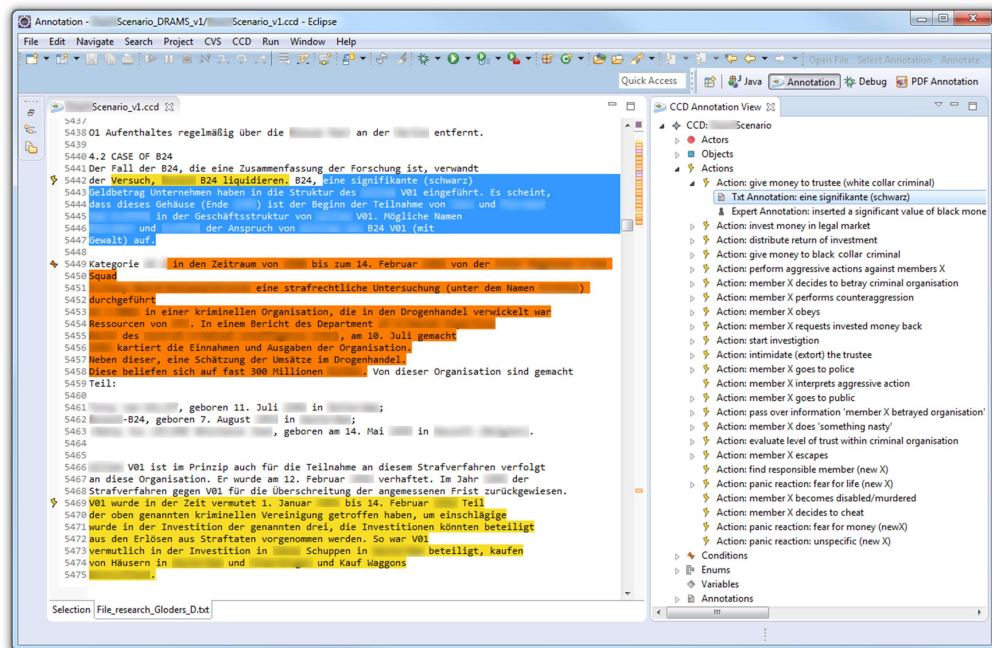 Annotation - Scenario_DRAMS_v1/ Scenario_v1.ccd - Eclipse
File Edit Navigate Search Project CVS CCD Run Window Help
Open File Select Annotation Annotate
Quick Access Java Annotation Debug PDF Annotation
Scenario_v1.ccd
5437
5438 O1 Aufenthaltes regelmäßig über die an der entfernt.
5439
5440 4.2 CASE OF B24
5441 Der Fall der B24, die eine Zusammenfassung der Forschung ist, verwandt
5442 der Versuch, B24 liquidieren. B24, eine signifikante (schwarz)
5443 Geldbetrag Unternehmen haben in die Struktur des V01 eingeführt. Es scheint,
5444 dass dieses Gehäuse (Ende ) ist der Beginn der Teilnahme von und
5445 in der Geschäftsstruktur von V01. Mögliche Namen
5446 und der Anspruch von B24 V01 (mit
5447 Gewalt) auf.
5448
5449 Kategorie in den Zeitraum von bis zum 14. Februar von der
5450 Squad
5451 eine strafrechtliche Untersuchung (unter dem Namen )
5452 durchgeführt
5453 in einer kriminellen Organisation, die in den Drogenhandel verwickelt war
5454 Ressourcen von . In einem Bericht des Department
5455 des , am 10. Juli gemacht
5456 kartiert die Einnahmen und Ausgaben der Organisation.
5457 Neben dieser, eine Schätzung der Umsätze im Drogenhandel.
5458 Diese beliefen sich auf fast 300 Millionen . Von dieser Organisation sind gemacht
5459 Teil:
5460
5461 , geboren 11. Juli in ;
5462 -B24, geboren 7. August in ;
5463 , geboren am 14. Mai in .
5464
5465
5466 V01 ist im Prinzip auch für die Teilnahme an diesem Strafverfahren verfolgt
5467 an diese Organisation. Er wurde am 12. Februar verhaftet. Im Jahr der
5468 Strafverfahren gegen V01 für die Überschreitung der angemessenen Frist zurückgewiesen.
5469 V01 wurde in der Zeit vermutet 1. Januar bis 14. Februar Teil
5470 der oben genannten kriminellen Vereinigung getroffen haben, um einschlägige
5471 wurde in der Investition der genannten drei, die Investitionen könnten beteiligt
5472 aus den Erlösen aus Straftaten vorgenommen werden. So war V01
5473 vermutlich in der Investition in Schuppen in beteiligt, kaufen
5474 von Häusern in und und Kauf Waggons
5475 .
Selection File_research_Gloders_D.txt
CCD Annotation View
CCD: Scenario
Actors
Objects
Actions
Action: give money to trustee (white collar criminal)
Txt Annotation: eine signifikante (schwarz)
Expert Annotation: inserted a significant value of black mone
Action: invest money in legal market
Action: distribute return of investment
Action: give money to black collar criminal
Action: perform aggressive actions against members X
Action: member X decides to betray criminal organisation
Action: member X performs counteraggression
Action: member X obeys
Action: member X requests invested money back
Action: start investigtion
Action: intimidate (extort) the trustee
Action: member X goes to police
Action: member X interprets aggressive action
Action: member X goes to public
Action: pass over information 'member X betrayed organisation'
Action: member X does 'something nasty'
Action: evaluate level of trust within criminal organisation
Action: member X escapes
Action: find responsible member (new X)
Action: panic reaction: fear for life (new X)
Action: member X becomes disabled/murdered
Action: member X decides to cheat
Action: panic reaction: fear for money (newX)
Action: panic reaction: unspecific (new X)
Conditions
Enums
Variables
Annotations